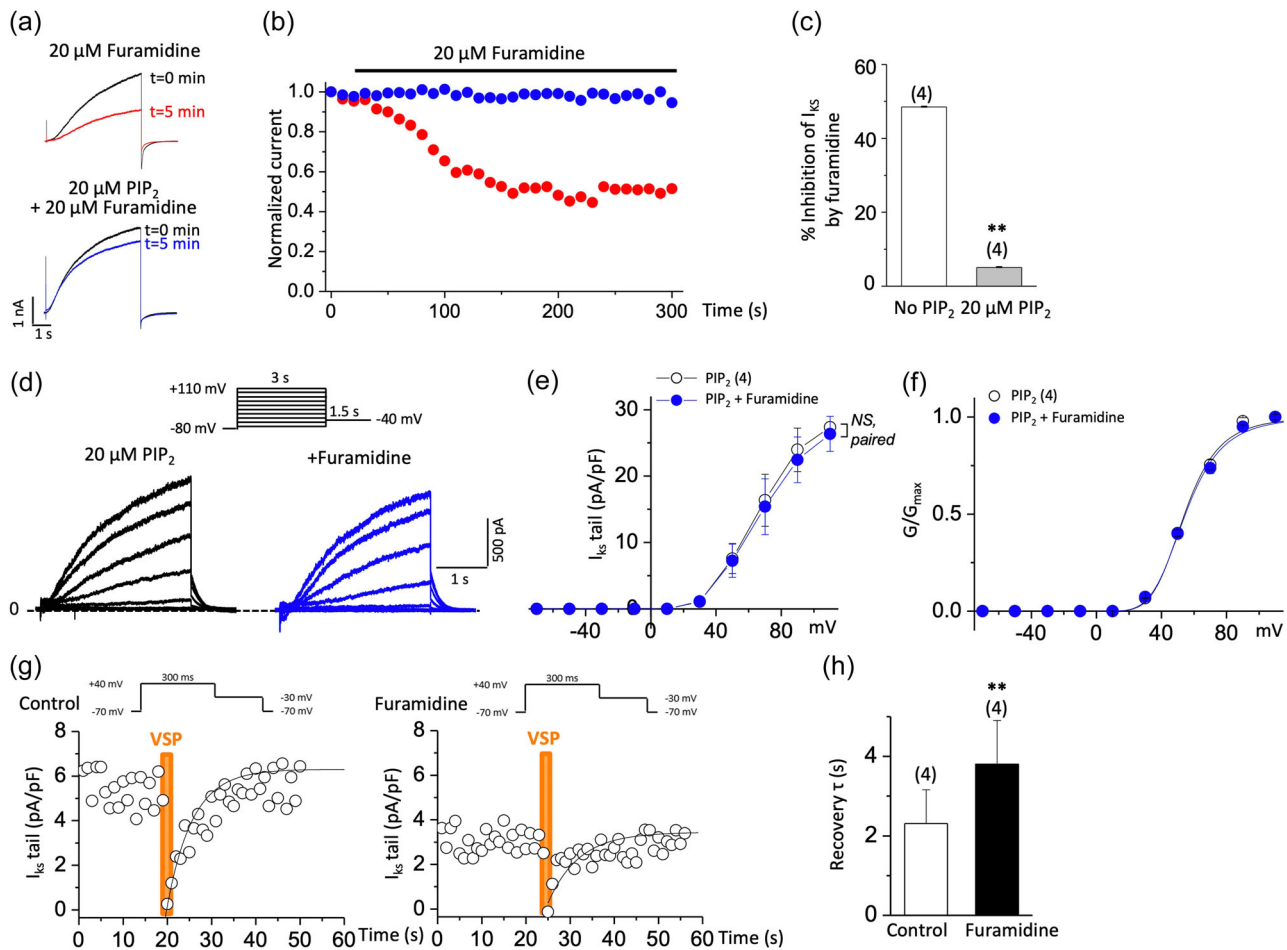 (a)
20 μM Furamidine
t=0 min
t=5 min
20 μM PIP₂
+ 20 μM Furamidine
t=0 min
t=5 min
1 nA
1 s
(b)
20 μM Furamidine
Normalized current
1.0
0.8
0.6
0.4
0.2
0.0
0 100 200 300 Time (s)
(c)
% Inhibition of I_KS
by furamidine
60
40
20
0
(4)
**
(4)
No PIP₂ 20 μM PIP₂
(d)
3 s
+110 mV
1.5 s
-80 mV
-40 mV
20 μM PIP₂
+Furamidine
500 pA
1 s
0
(e)
PIP₂ (4)
PIP₂ + Furamidine
I_Ks tail (pA/pF)
30
20
10
0
NS,
paired
-40 0 40 80 mV
(f)
PIP₂ (4)
PIP₂ + Furamidine
G/G_max
1.0
0.5
0.0
-40 0 40 80 mV
(g)
Control
+40 mV
300 ms
-30 mV
-70 mV
-70 mV
VSP
I_Ks tail (pA/pF)
8
6
4
2
0
0 10 20 30 40 50 60 Time (s)
Furamidine
+40 mV
300 ms
-30 mV
-70 mV
-70 mV
VSP
I_Ks tail (pA/pF)
8
6
4
2
0
0 10 20 30 40 50 60 Time (s)
(h)
Recovery τ (s)
4
2
0
(4)
**
(4)
Control Furamidine